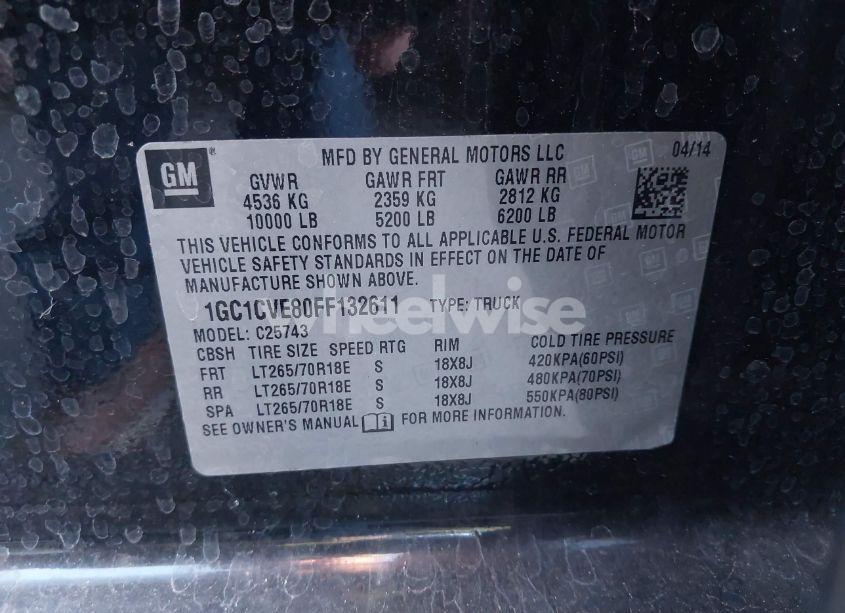 GM
MFD BY GENERAL MOTORS LLC 04/14
GVWR GAWR FRT GAWR RR
4536 KG 2359 KG 2812 KG
10000 LB 5200 LB 6200 LB
THIS VEHICLE CONFORMS TO ALL APPLICABLE U.S. FEDERAL MOTOR
VEHICLE SAFETY STANDARDS IN EFFECT ON THE DATE OF
MANUFACTURE SHOWN ABOVE.
1GC1CVE80FF132611 TYPE: TRUCK
wheelwise
MODEL: C25743
CBSH TIRE SIZE SPEED RTG RIM COLD TIRE PRESSURE
FRT LT265/70R18E S 18X8J 420KPA(60PSI)
RR LT265/70R18E S 18X8J 480KPA(70PSI)
SPA LT265/70R18E S 18X8J 550KPA(80PSI)
SEE OWNER'S MANUAL FOR MORE INFORMATION.